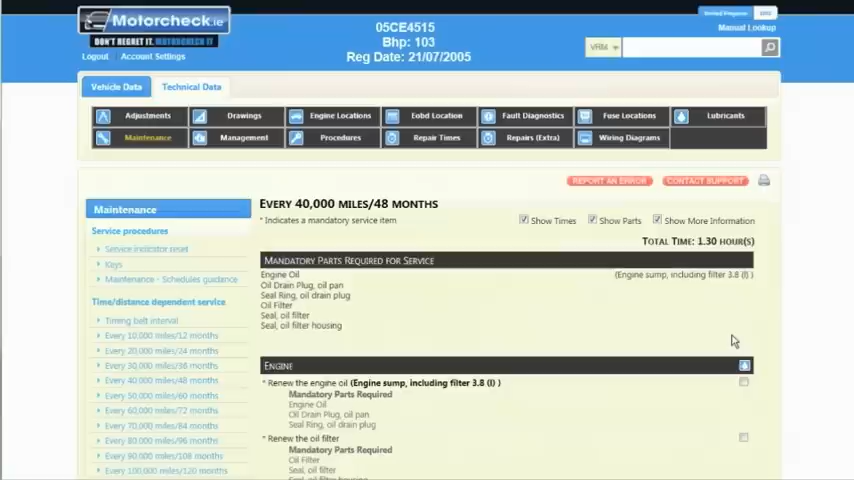 Motorcheck.ie
DON'T REGRET IT, MOTORCHECK IT
Logout
Account Settings
05CE4515
Bhp: 103
Reg Date: 21/07/2005
Manual Lookup
VRM
Vehicle Data
Technical Data
Adjustments
Drawings
Engine Locations
Eobd Location
Fault Diagnostics
Fuse Locations
Lubricants
Maintenance
Management
Procedures
Repair Times
Repairs (Extra)
Wiring Diagrams
REPORT AN ERROR
CONTACT SUPPORT
Maintenance
Service procedures
Service indicator reset
Keys
Maintenance - Schedules guidance
Time/distance dependent service
Timing belt interval
Every 10,000 miles/12 months
Every 20,000 miles/24 months
Every 30,000 miles/36 months
Every 40,000 miles/48 months
Every 50,000 miles/60 months
Every 60,000 miles/72 months
Every 70,000 miles/84 months
Every 80,000 miles/96 months
Every 90,000 miles/108 months
Every 100,000 miles/120 months
EVERY 40,000 MILES/48 MONTHS
* Indicates a mandatory service item
Show Times
Show Parts
Show More Information
TOTAL TIME: 1.30 HOUR(S)
MANDATORY PARTS REQUIRED FOR SERVICE
Engine Oil (Engine sump, including filter 3.8 (l) )
Oil Drain Plug, oil pan
Seal Ring, oil drain plug
Oil Filter
Seal, oil filter
Seal, oil filter housing
ENGINE
* Renew the engine oil (Engine sump, including filter 3.8 (l) )
Mandatory Parts Required
Engine Oil
Oil Drain Plug, oil pan
Seal Ring, oil drain plug
* Renew the oil filter
Mandatory Parts Required
Oil Filter
Seal, oil filter
Seal, oil filter housing